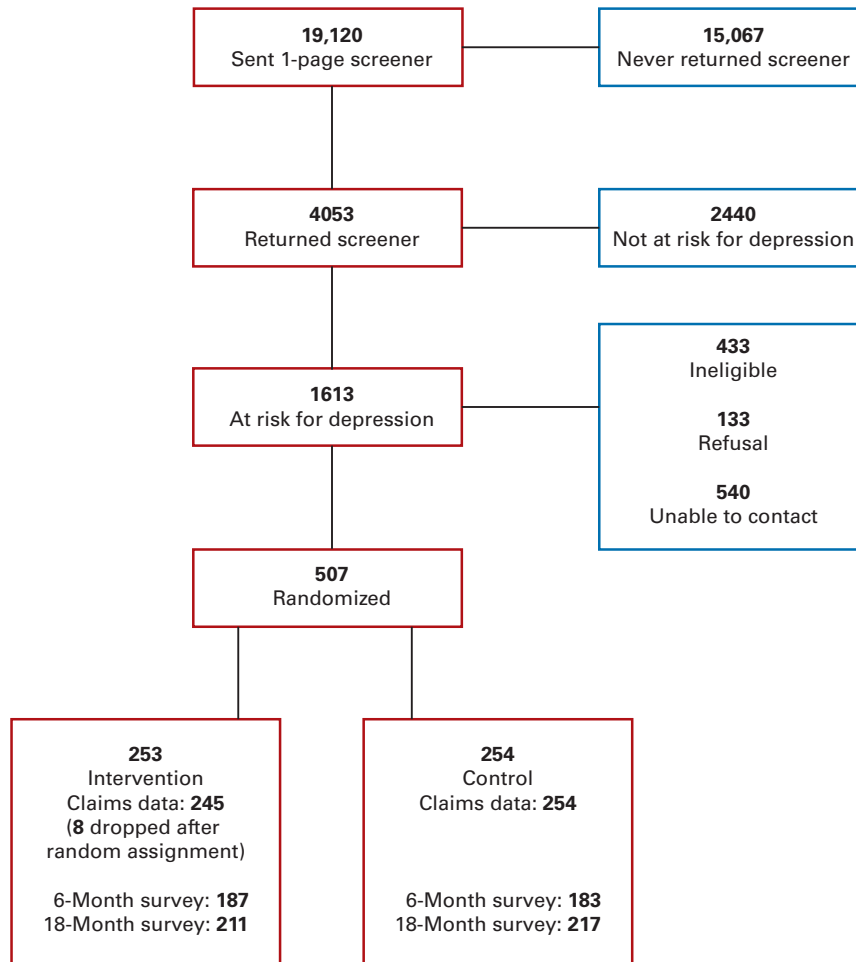 19,120
Sent 1-page screener
15,067
Never returned screener
4053
Returned screener
2440
Not at risk for depression
1613
At risk for depression
433
Ineligible
133
Refusal
540
Unable to contact
507
Randomized
253
Intervention
Claims data: 245
(8 dropped after
random assignment)
6-Month survey: 187
18-Month survey: 211
254
Control
Claims data: 254
6-Month survey: 183
18-Month survey: 217